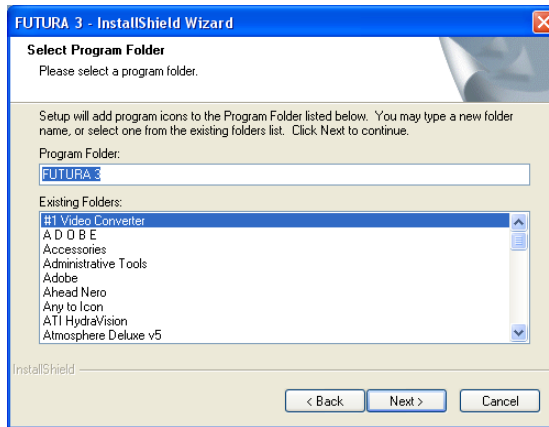 FUTURA 3 - InstallShield Wizard
Select Program Folder
Please select a program folder.
Setup will add program icons to the Program Folder listed below. You may type a new folder
name, or select one from the existing folders list. Click Next to continue.
Program Folder:
FUTURA 3
Existing Folders:
#1 Video Converter
A D O B E
Accessories
Administrative Tools
Adobe
Ahead Nero
Any to Icon
ATI HydraVision
Atmosphere Deluxe v5
InstallShield
< Back
Next >
Cancel